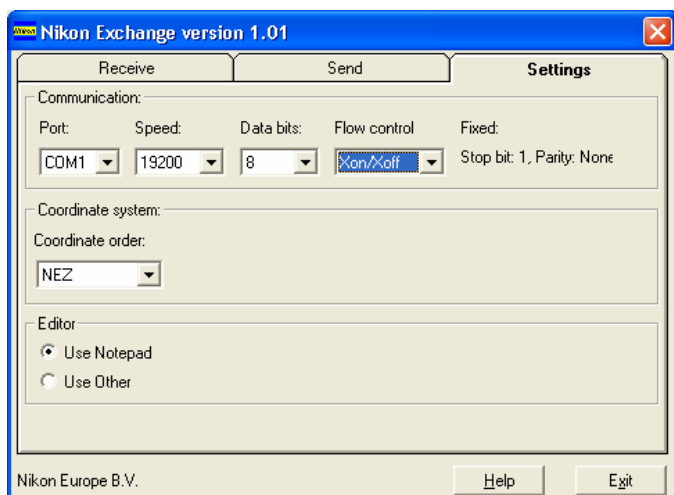 Nikon Exchange version 1.01
Receive Send Settings
Communication:
Port: Speed: Data bits: Flow control Fixed:
COM1 19200 8 Xon/Xoff Stop bit: 1, Parity: None
Coordinate system:
Coordinate order:
NEZ
Editor
Use Notepad
Use Other
Nikon Europe B.V. Help Exit